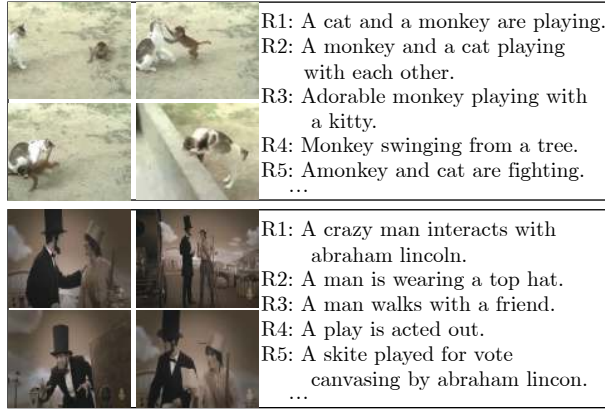 R1: A cat and a monkey are playing.
R2: A monkey and a cat playing
with each other.
R3: Adorable monkey playing with
a kitty.
R4: Monkey swinging from a tree.
R5: Amonkey and cat are fighting.
...
R1: A crazy man interacts with
abraham lincoln.
R2: A man is wearing a top hat.
R3: A man walks with a friend.
R4: A play is acted out.
R5: A skite played for vote
canvasing by abraham lincon.
...